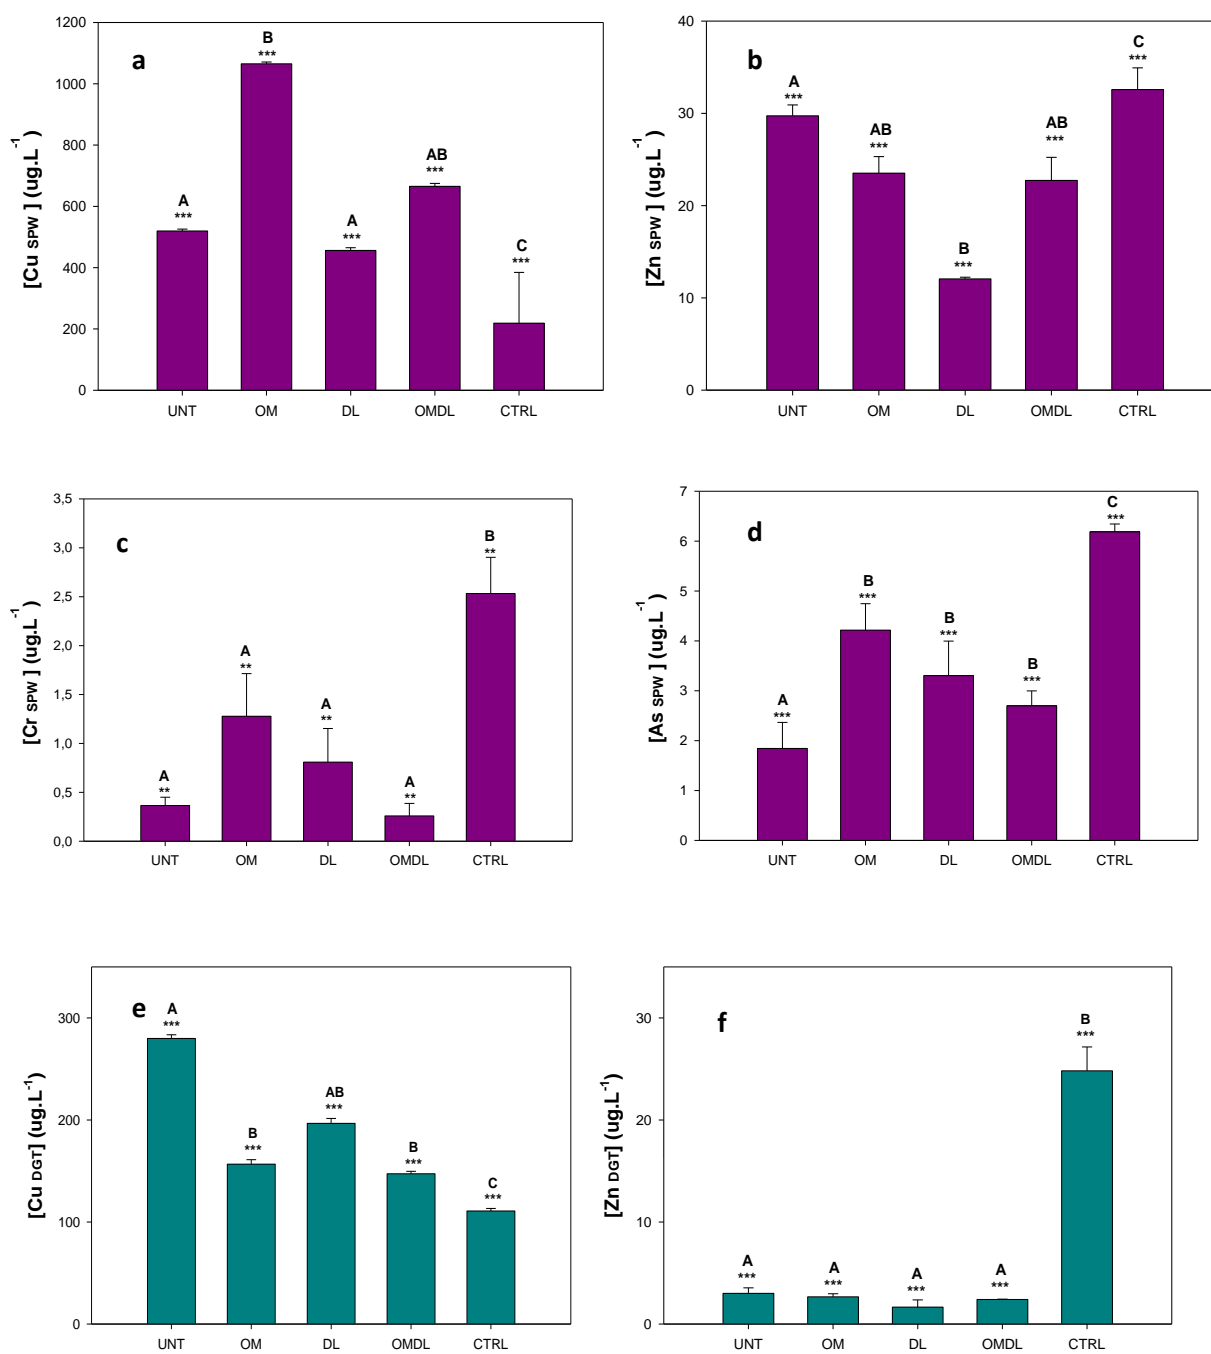 a
[Cu SPW ] (ug.L-1)
1200
1000
800
600
400
200
0
A
***
B
***
A
***
AB
***
C
***
UNT OM DL OMDL CTRL
b
[Zn SPW ] (ug.L-1)
40
30
20
10
0
A
***
AB
***
B
***
AB
***
C
***
UNT OM DL OMDL CTRL
c
[Cr SPW ] (ug.L-1)
3,5
3,0
2,5
2,0
1,5
1,0
0,5
0,0
A
**
A
**
A
**
A
**
B
**
UNT OM DL OMDL CTRL
d
[As SPW ] (ug.L-1)
7
6
5
4
3
2
1
0
A
***
B
***
B
***
B
***
C
***
UNT OM DL OMDL CTRL
e
[Cu DGT] (ug.L-1)
300
200
100
0
A
***
B
***
AB
***
B
***
C
***
UNT OM DL OMDL CTRL
f
[Zn DGT] (ug.L-1)
30
20
10
0
A
***
A
***
A
***
A
***
B
***
UNT OM DL OMDL CTRL